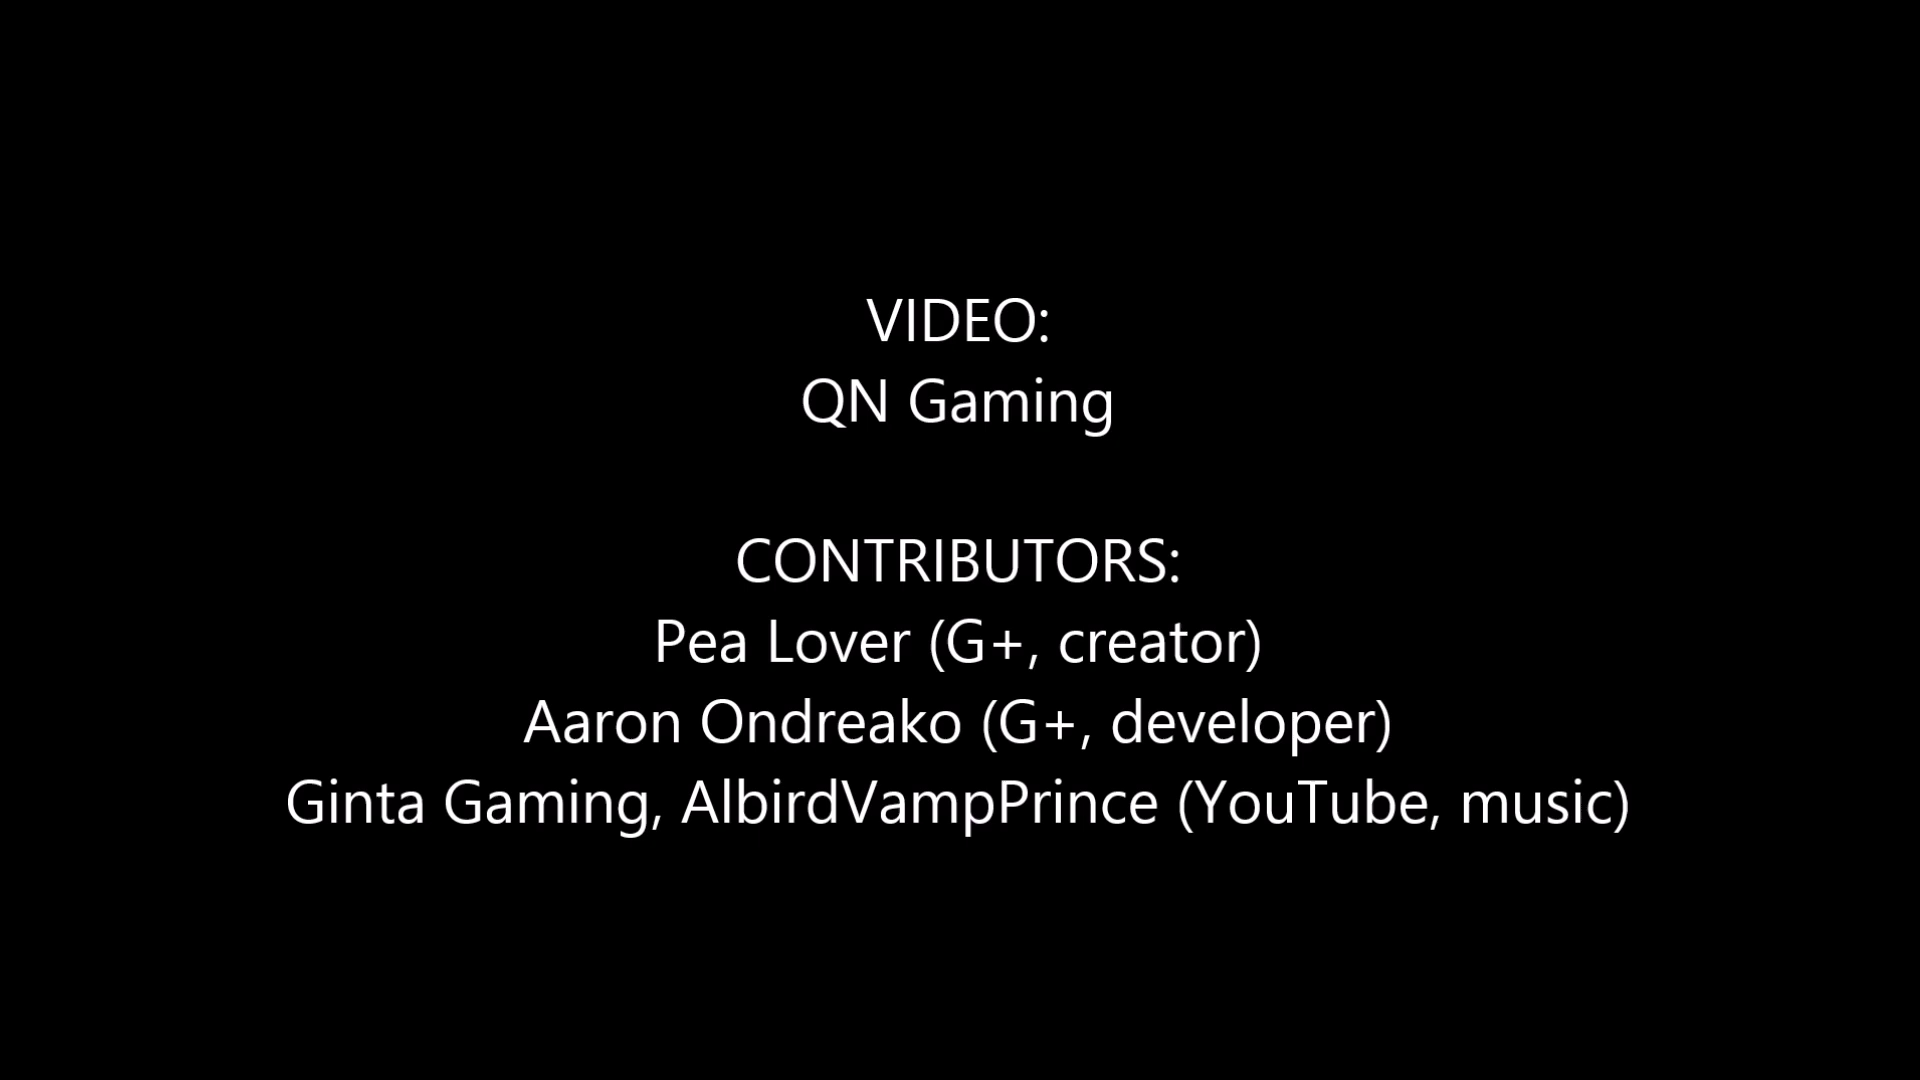 VIDEO:
QN Gaming
CONTRIBUTORS:
Pea Lover (G+, creator)
Aaron Ondreako (G+, developer)
Ginta Gaming, AlbirdVampPrince (YouTube, music)